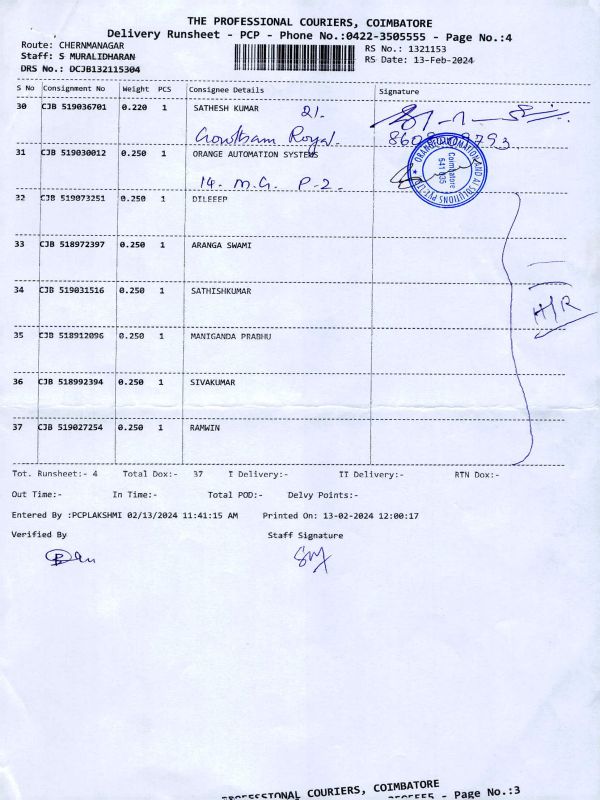 THE PROFESSIONAL COURIERS, COIMBATORE
Delivery Runsheet - PCP - Phone No.:0422-3505555 - Page No.:4
Route: CHERNMANAGAR
Staff: S MURALIDHARAN
DRS No.: DCJB132115304
RS No.: 1321153
RS Date: 13-Feb-2024
S No Consignment No Weight PCS Consignee Details Signature
30 CJB 519036701 0.220 1 SATHESH KUMAR 21.
Gowtham Royal.
31 CJB 519030012 0.250 1 ORANGE AUTOMATION SYSTEMS
14. M.G. P-2.
Coimbatore
641 035
32 CJB 519073251 0.250 1 DILEEEP
33 CJB 518972397 0.250 1 ARANGA SWAMI
34 CJB 519031516 0.250 1 SATHISHKUMAR
H/R
35 CJB 518912096 0.250 1 MANIGANDA PRABHU
36 CJB 518992394 0.250 1 SIVAKUMAR
37 CJB 519027254 0.250 1 RAMWIN
Tot. Runsheet:- 4 Total Dox:- 37 I Delivery:- II Delivery:- RTN Dox:-
Out Time:- In Time:- Total POD:- Delvy Points:-
Entered By :PCPLAKSHMI 02/13/2024 11:41:15 AM Printed On: 13-02-2024 12:00:17
Verified By Staff Signature
PROFESSIONAL COURIERS, COIMBATORE
- Page No.:3